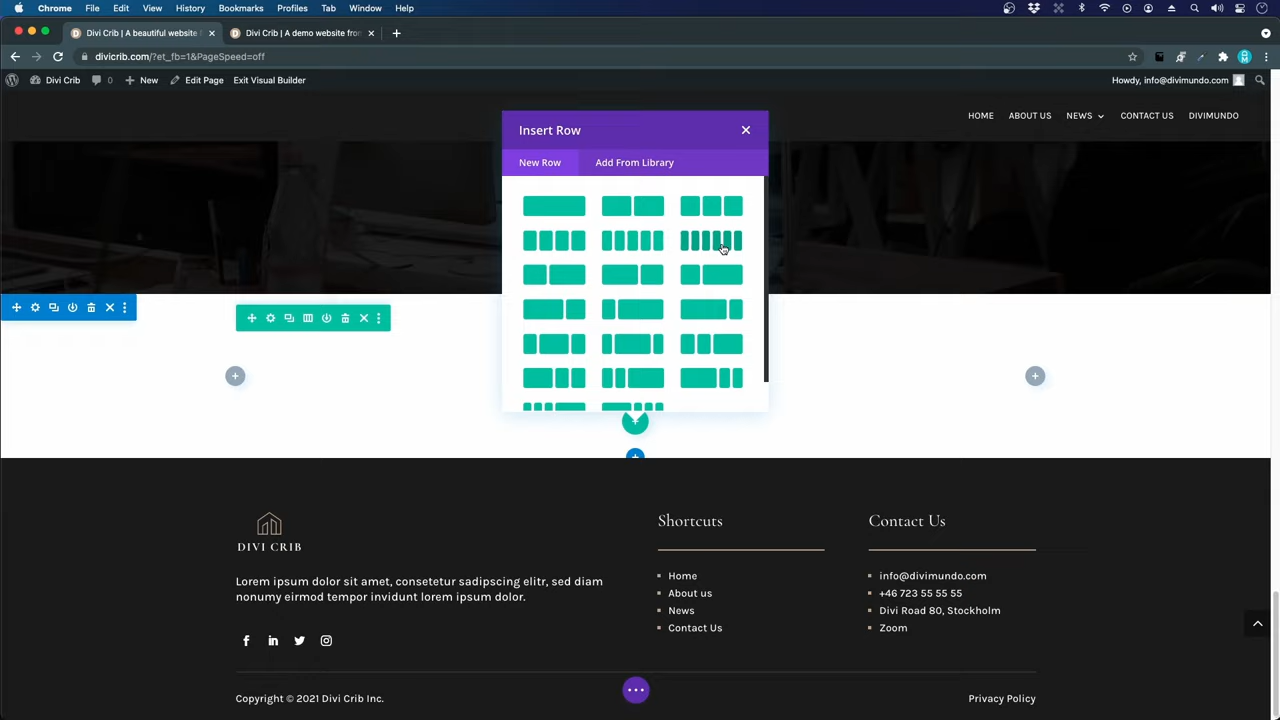 Chrome File Edit View History Bookmarks Profiles Tab Window Help
Divi Crib | A beautiful website
Divi Crib | A demo website from
divicrib.com/?et_fb=1&PageSpeed=off
Divi Crib 0 New Edit Page Exit Visual Builder Howdy, info@divimundo.com
HOME ABOUT US NEWS CONTACT US DIVIMUNDO
Insert Row
New Row Add From Library
DIVI CRIB
Lorem ipsum dolor sit amet, consetetur sadipscing elitr, sed diam
nonumy eirmod tempor invidunt lorem ipsum dolor.
Shortcuts
Home
About us
News
Contact Us
Contact Us
info@divimundo.com
+46 723 55 55 55
Divi Road 80, Stockholm
Zoom
Copyright © 2021 Divi Crib Inc.
Privacy Policy